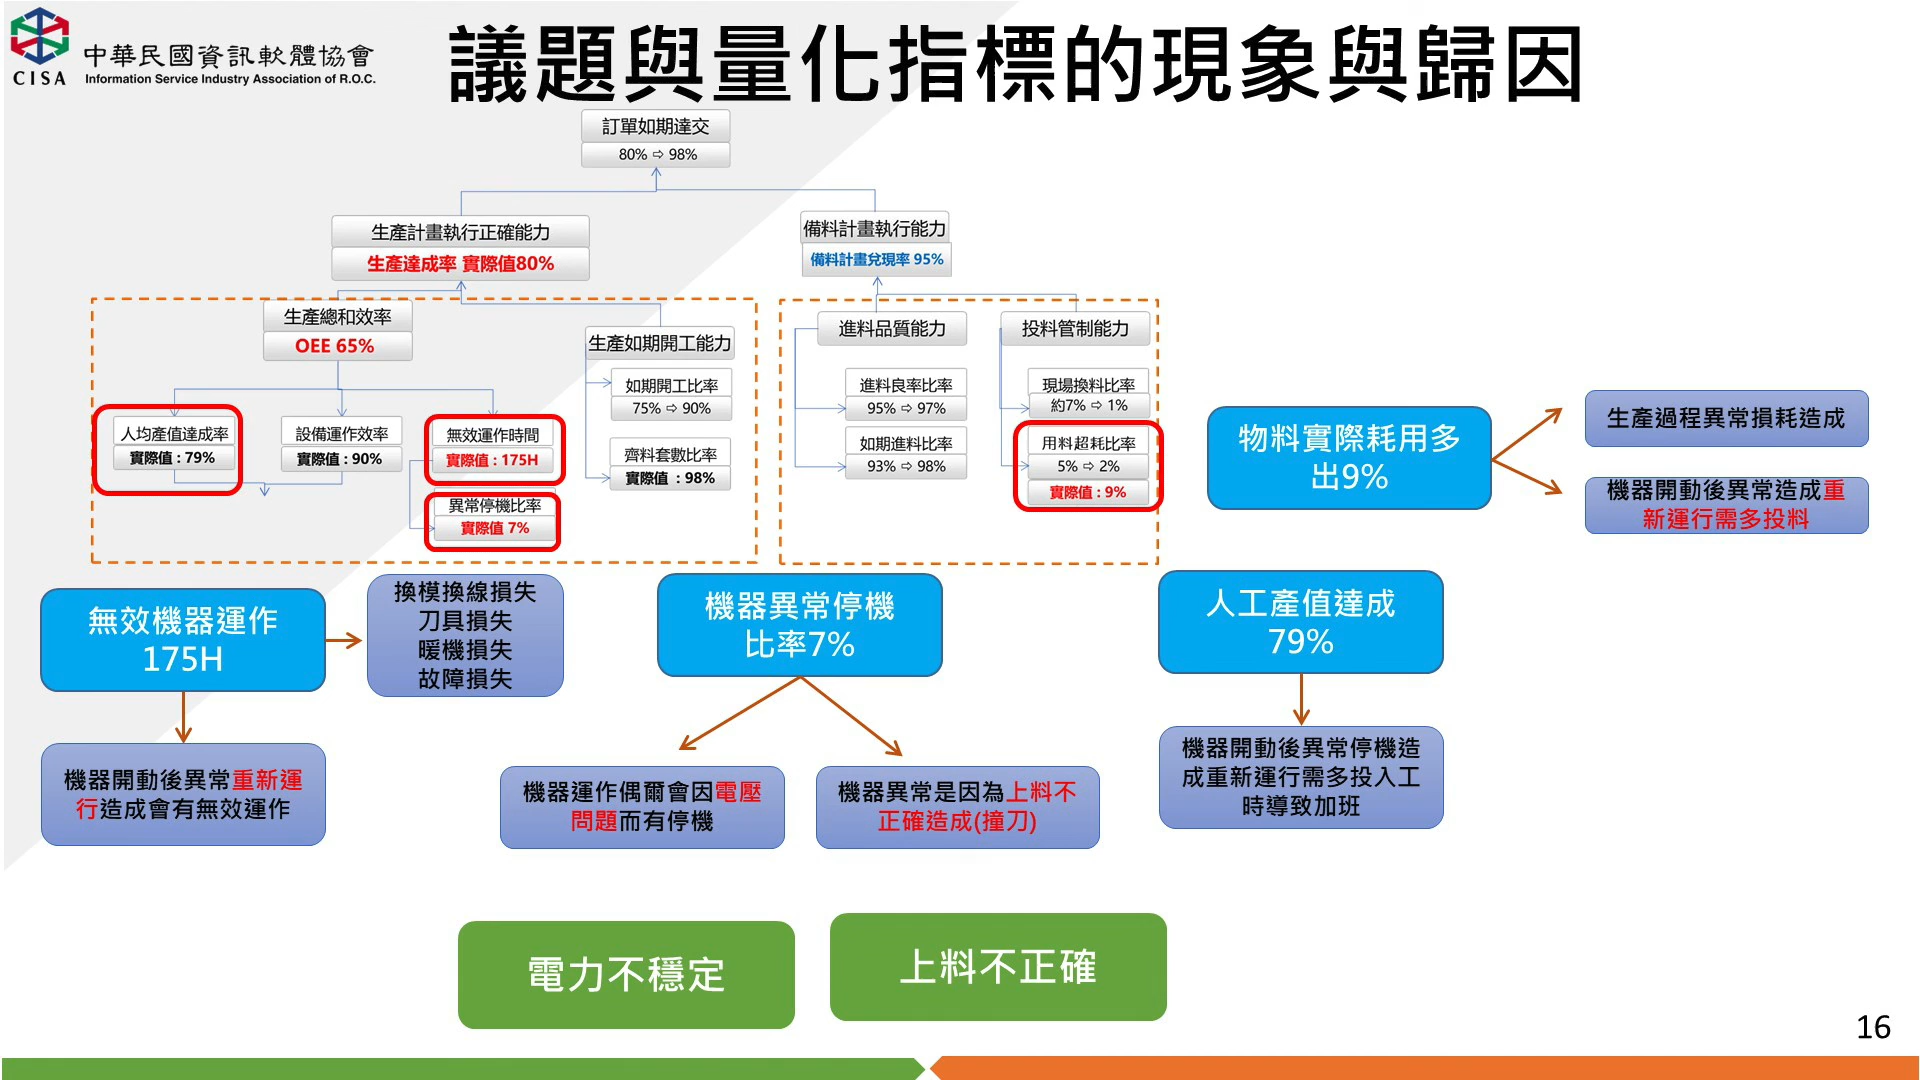 CISA
中華民國資訊軟體協會
Information Service Industry Association of R.O.C.
議題與量化指標的現象與歸因
訂單如期達交
80% ⇨ 98%
生產計畫執行正確能力
生產達成率 實際值80%
備料計畫執行能力
備料計畫兌現率 95%
生產總和效率
OEE 65%
生產如期開工能力
如期開工比率
75% ⇨ 90%
齊料套數比率
實際值 : 98%
人均產值達成率
實際值 : 79%
設備運作效率
實際值 : 90%
無效運作時間
實際值 : 175H
異常停機比率
實際值 7%
進料品質能力
進料良率比率
95% ⇨ 97%
如期進料比率
93% ⇨ 98%
投料管制能力
現場換料比率
約7% ⇨ 1%
用料超耗比率
5% ⇨ 2%
實際值 : 9%
物料實際耗用多
出9%
生產過程異常損耗造成
機器開動後異常造成重
新運行需多投料
無效機器運作
175H
換模換線損失
刀具損失
暖機損失
故障損失
機器開動後異常重新運
行造成會有無效運作
機器異常停機
比率7%
機器運作偶爾會因電壓
問題而有停機
機器異常是因為上料不
正確造成(撞刀)
人工產值達成
79%
機器開動後異常停機造
成重新運行需多投入工
時導致加班
電力不穩定
上料不正確
16